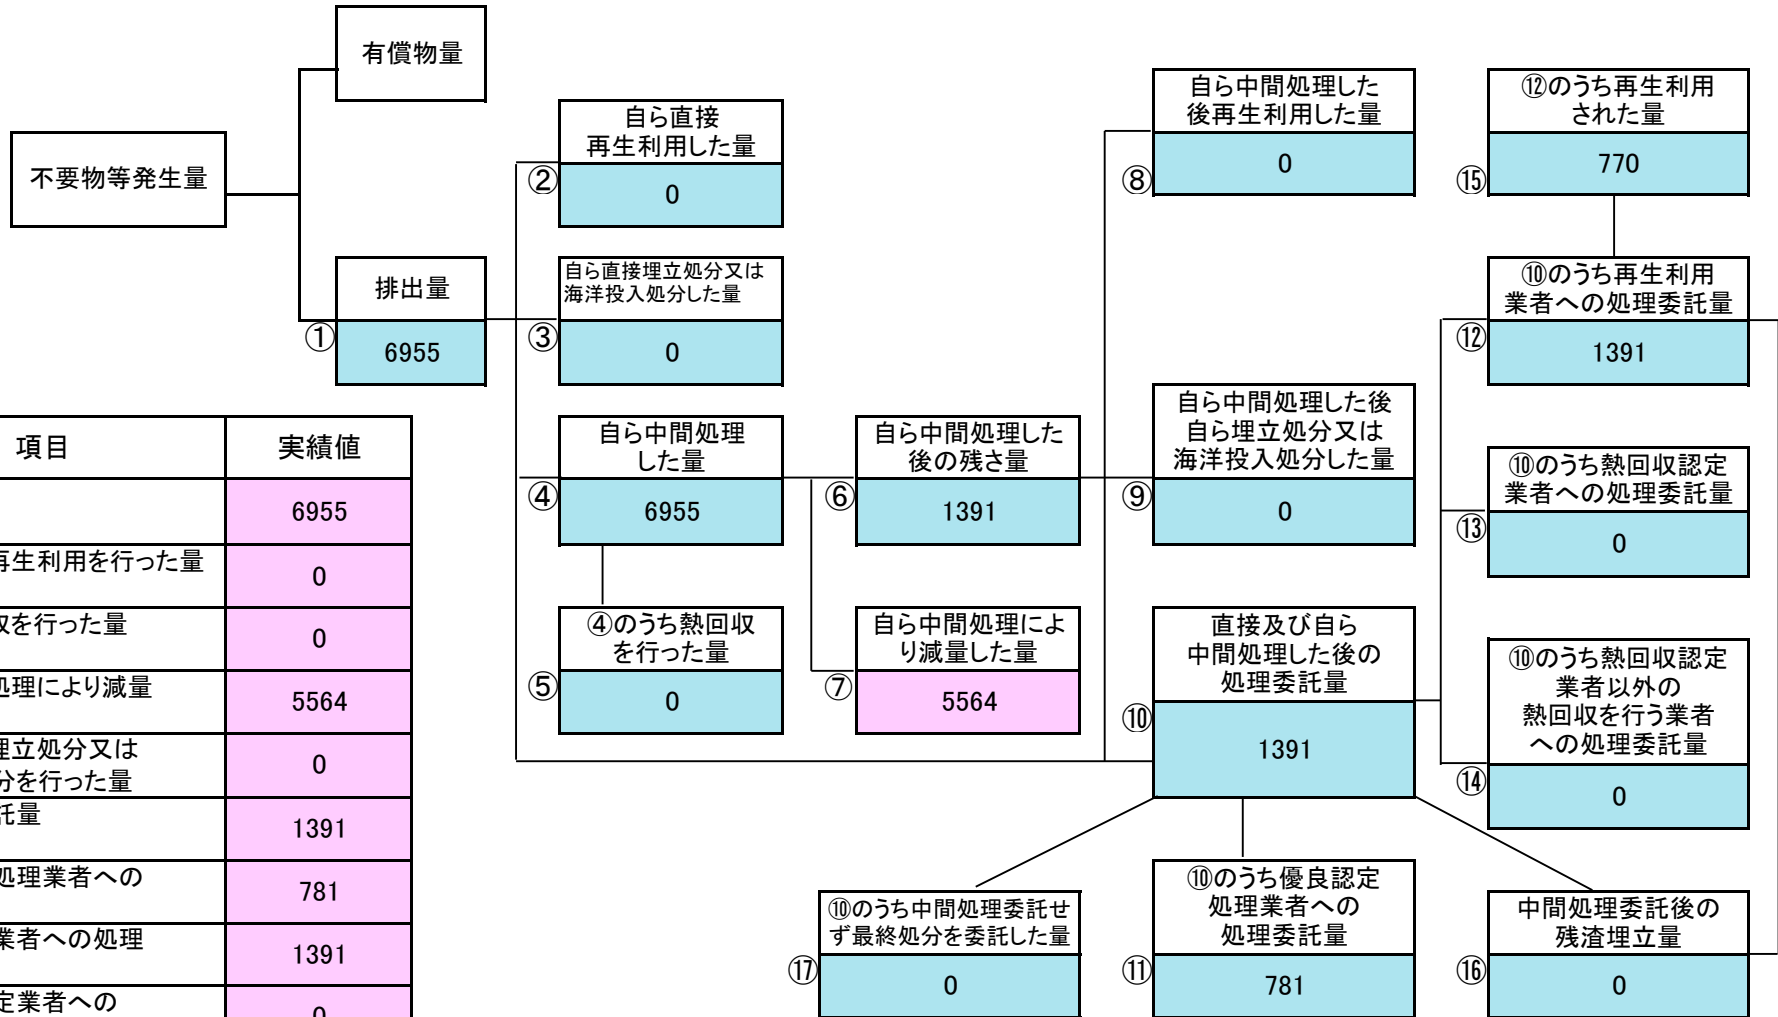 有償物量
不要物等発生量
排出量
①
6955
自ら直接
再生利用した量
②
0
自ら直接埋立処分又は
海洋投入処分した量
③
0
自ら中間処理
した量
④
6955
④のうち熱回収
を行った量
⑤
0
自ら中間処理した
後の残さ量
⑥
1391
自ら中間処理によ
り減量した量
⑦
5564
自ら中間処理した
後再生利用した量
⑧
0
自ら中間処理した後
自ら埋立処分又は
海洋投入処分した量
⑨
0
直接及び自ら
中間処理した後の
処理委託量
⑩
1391
⑩のうち優良認定
処理業者への
処理委託量
⑪
781
⑫のうち再生利用
された量
⑮
770
⑩のうち再生利用
業者への処理委託量
⑫
1391
⑩のうち熱回収認定
業者への処理委託量
⑬
0
⑩のうち熱回収認定
業者以外の
熱回収を行う業者
への処理委託量
⑭
0
中間処理委託後の
残渣埋立量
⑯
0
⑩のうち中間処理委託せ
ず最終処分を委託した量
⑰
0
項目 実績値
6955
再生利用を行った量
0
収を行った量
0
処理により減量
5564
埋立処分又は
分を行った量
0
託量
1391
処理業者への
781
業者への処理
1391
定業者への
0